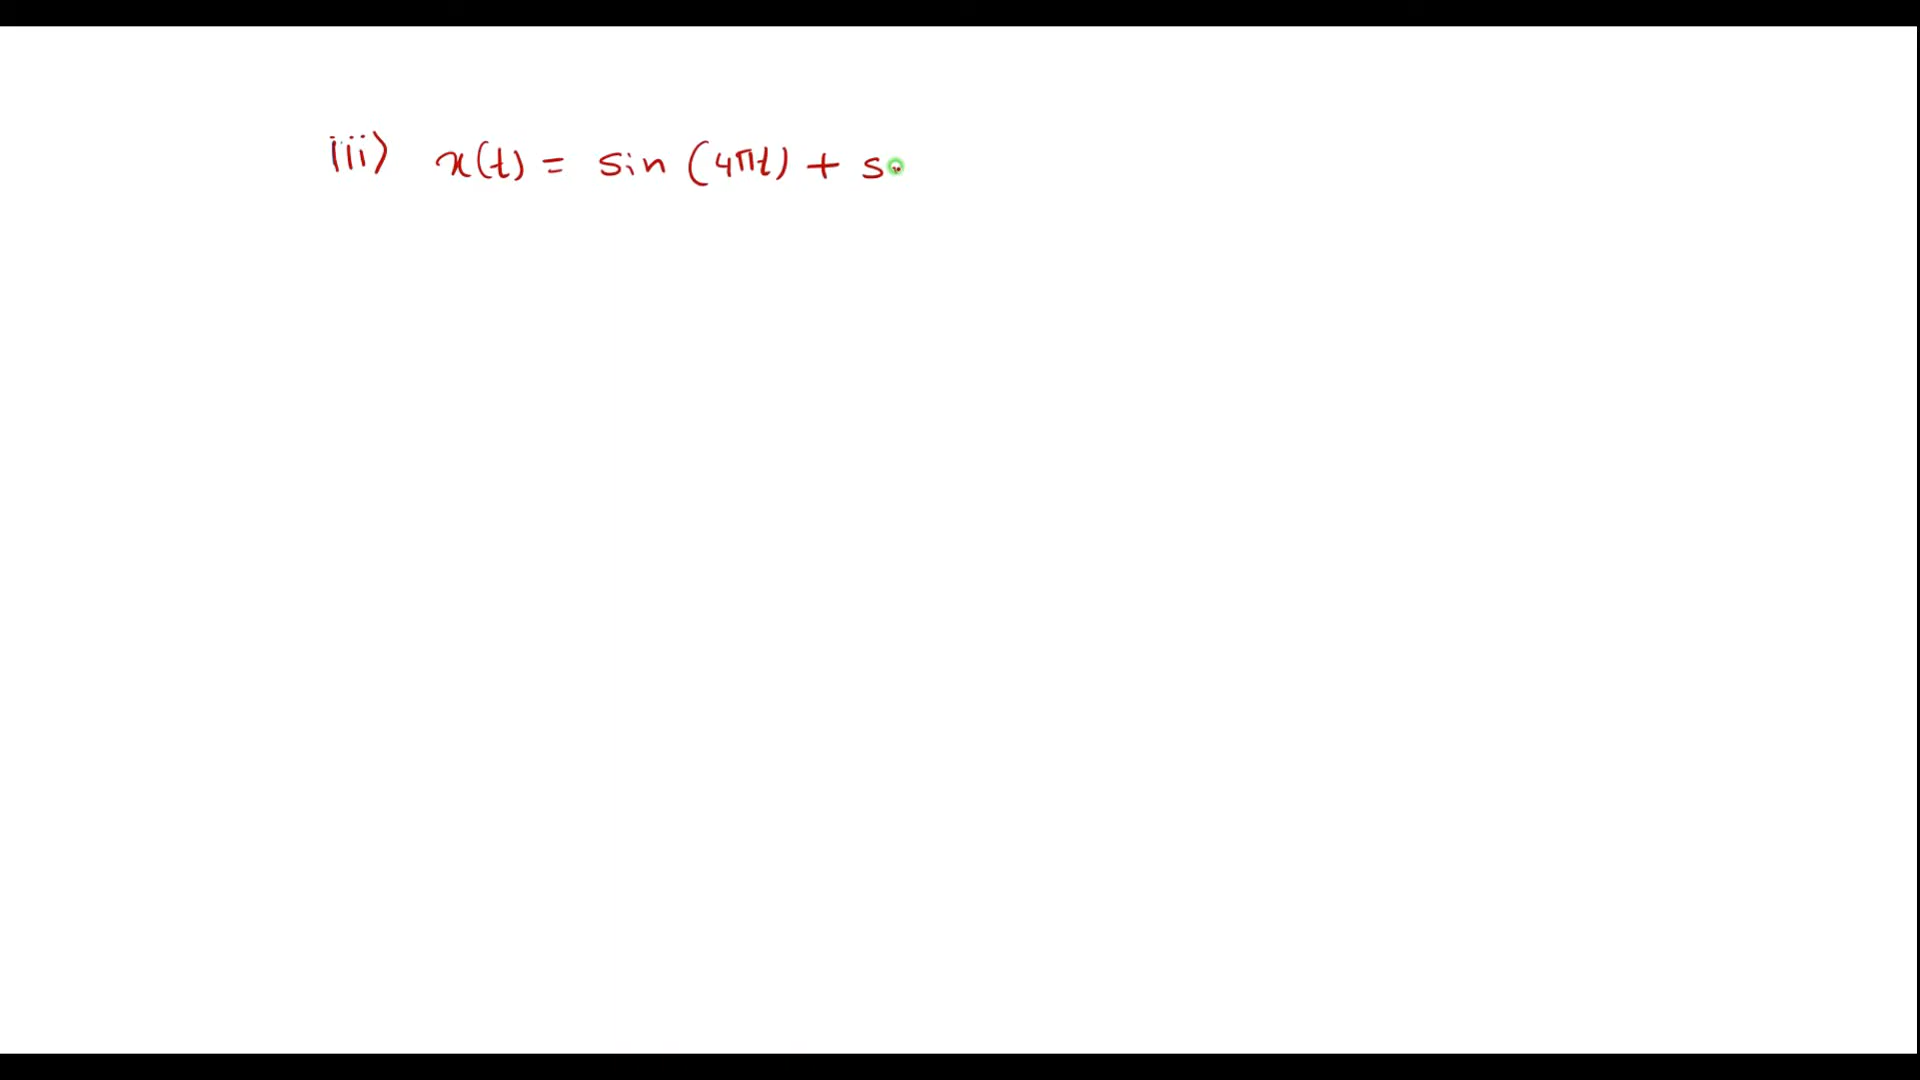 iii) x(t) = sin (4πt) + s